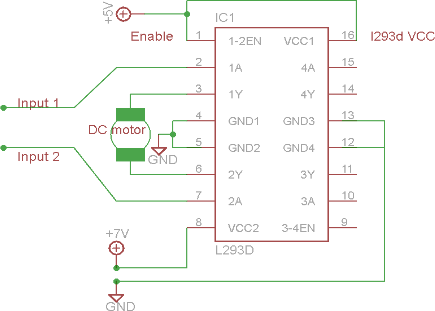 +5V
IC1
Enable
1
1-2EN
VCC1
16
l293d VCC
2
1A
4A
15
Input 1
3
1Y
4Y
14
DC motor
4
GND1
GND3
13
GND
5
GND2
GND4
12
Input 2
6
2Y
3Y
11
7
2A
3A
10
+7V
8
VCC2
3-4EN
9
L293D
GND